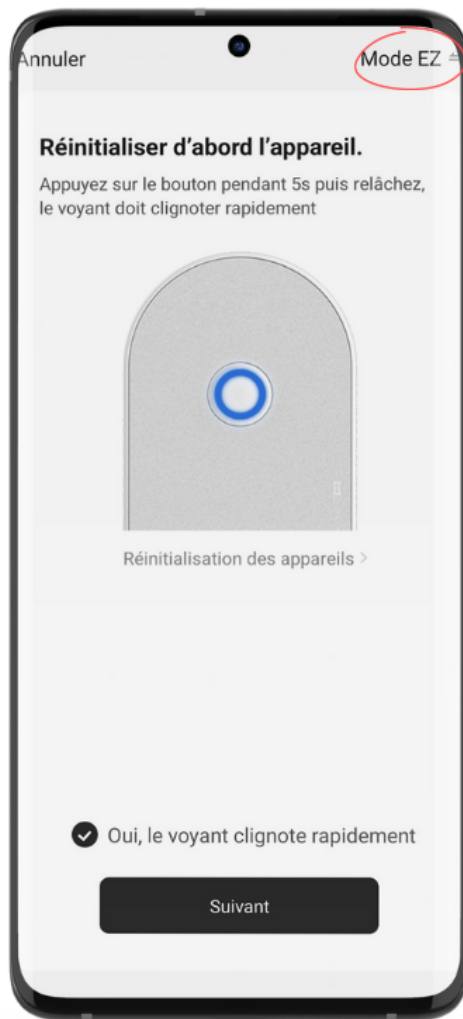 Annuler
Mode EZ
Réinitialiser d’abord l’appareil.
Appuyez sur le bouton pendant 5s puis relâchez,
le voyant doit clignoter rapidement
Réinitialisation des appareils >
Oui, le voyant clignote rapidement
Suivant